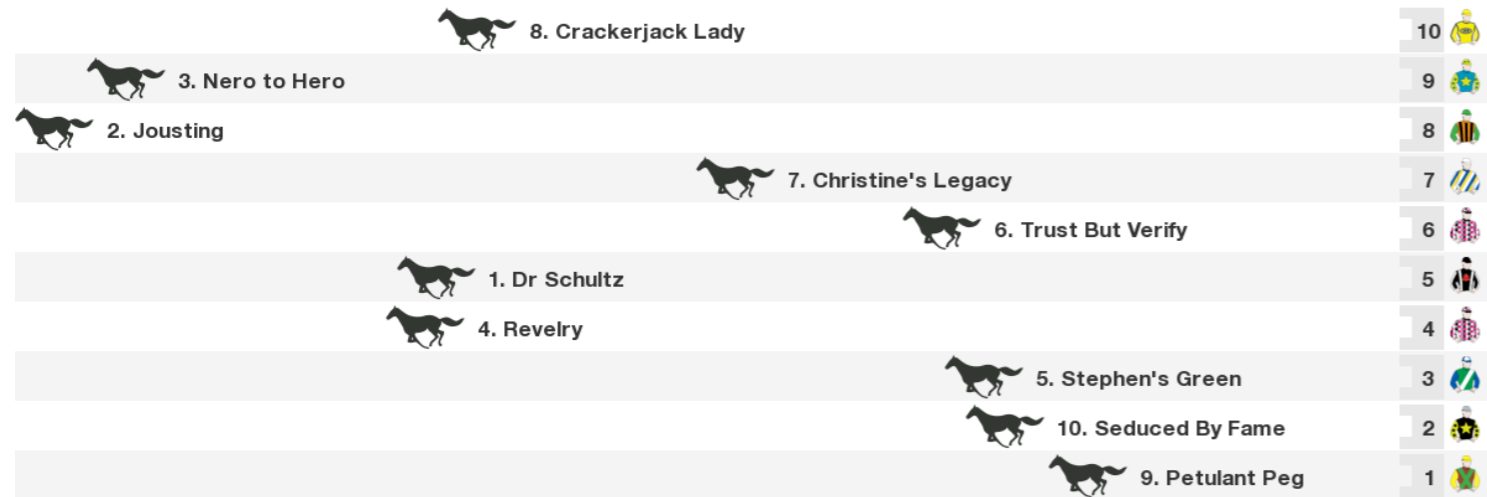 8. Crackerjack Lady 10
3. Nero to Hero 9
2. Jousting 8
7. Christine's Legacy 7
6. Trust But Verify 6
1. Dr Schultz 5
4. Revelry 4
5. Stephen's Green 3
10. Seduced By Fame 2
9. Petulant Peg 1